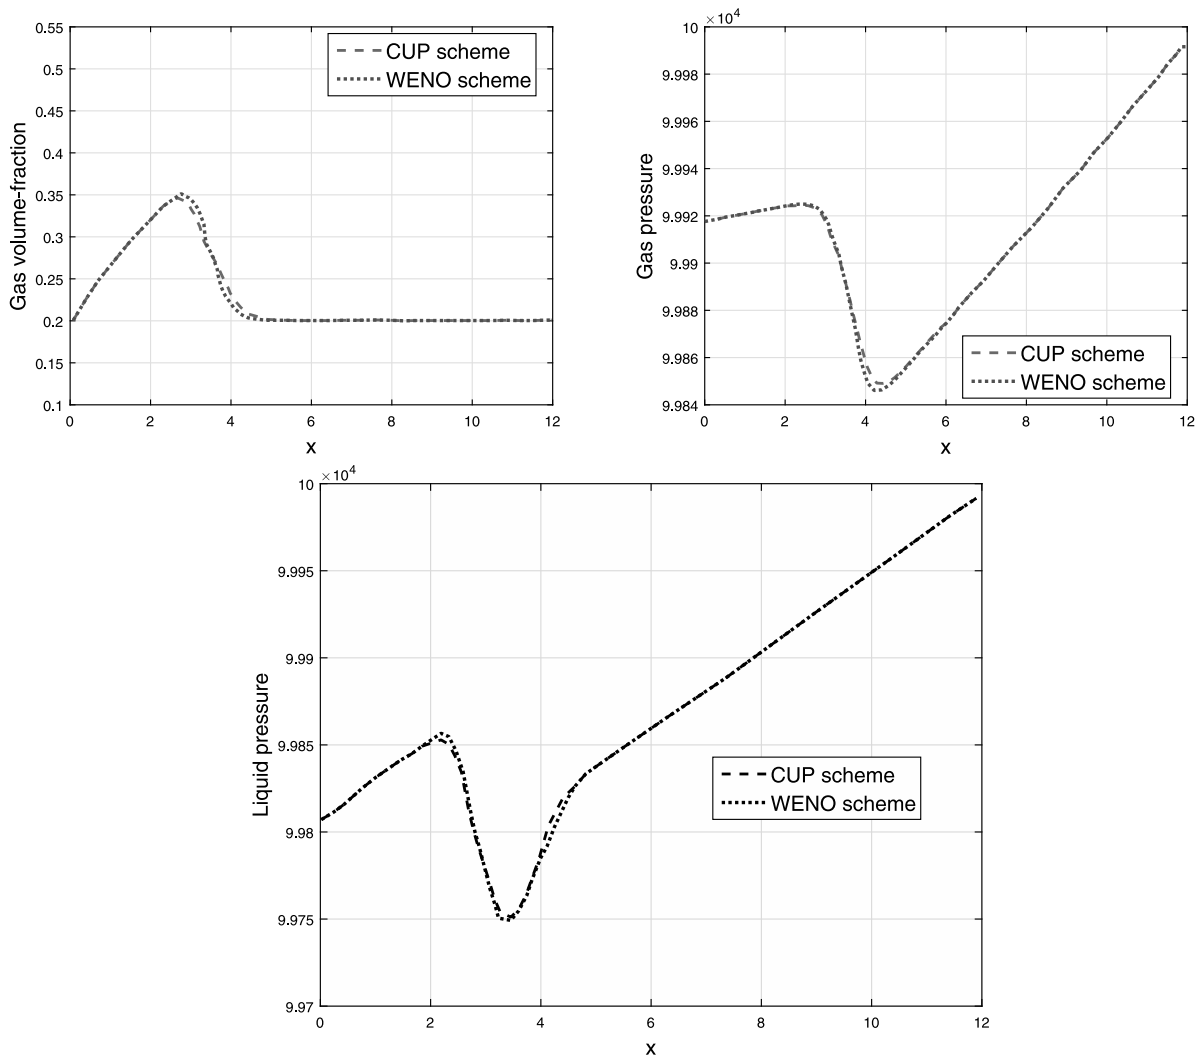 0.55
0.5
0.45
0.4
0.35
0.3
0.25
0.2
0.15
0.1
Gas volume-fraction
CUP scheme
WENO scheme
0 2 4 6 8 10 12
x
×10^4
10
9.998
9.996
9.994
9.992
9.99
9.988
9.986
9.984
Gas pressure
CUP scheme
WENO scheme
0 2 4 6 8 10 12
x
×10^4
10
9.995
9.99
9.985
9.98
9.975
9.97
Liquid pressure
CUP scheme
WENO scheme
0 2 4 6 8 10 12
x